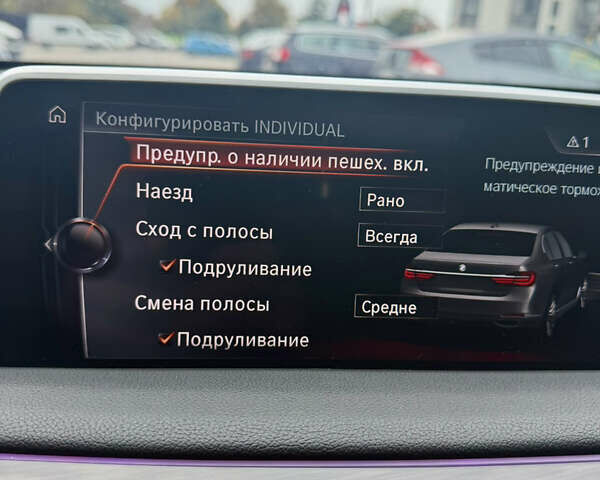 Конфигурировать INDIVIDUAL
1
Предупр. о наличии пешех. вкл.
Предупреждение
Наезд Рано
матическое
Сход с полосы Всегда
Подруливание
Смена полосы Средне
Подруливание